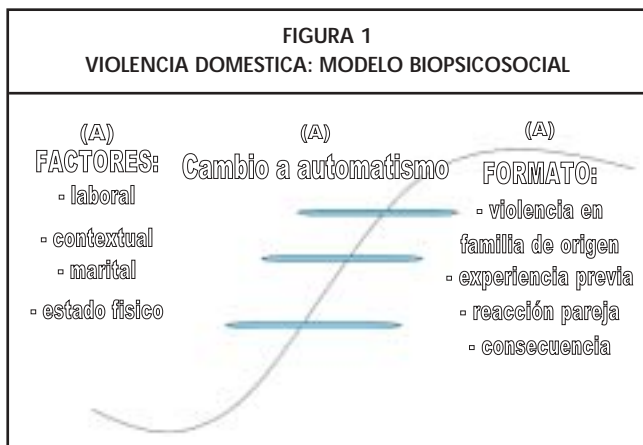 FIGURA 1
VIOLENCIA DOMESTICA: MODELO BIOPSICOSOCIAL
(A)
FACTORES:
- laboral
- contextual
- marital
- estado fisico
(A)
Cambio a automatismo
(A)
FORMATO:
- violencia en
familia de origen
- experiencia previa
- reacción pareja
- consecuencia